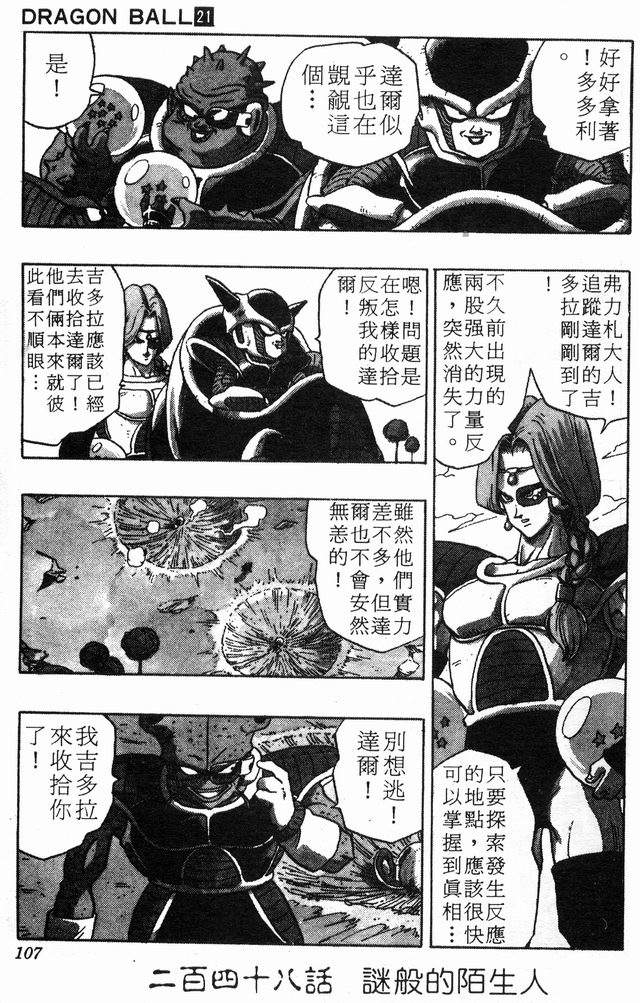 DRAGON BALL 21
好好拿著
！多多利
。
達爾似
乎也在
覬覦這
個…
是！
弗力札大人！
追蹤達爾的吉
多拉剛剛到了
！
不久前出現的
兩股强大的力量反
應，突然消失了。
只要探索發生反應
的地點，應該很快
可以掌握到眞相…
嗯！問題是
在怎樣收拾
反叛我的達
爾！
吉多拉應該已經
去收拾達爾了！
他們倆本來就彼
此看不順眼…
雖然他們實力
差不多，但達
爾也不會安然
無恙的！
別想逃！
達爾！
我吉多拉
來收拾你
了！
107
二百四十八話 謎般的陌生人